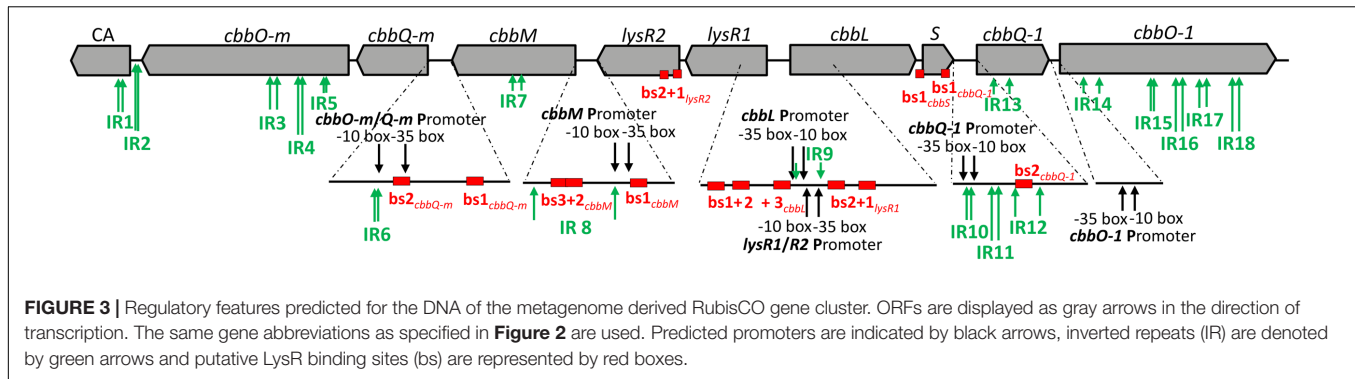 CA cbbO-m cbbQ-m cbbM lysR2 lysR1 cbbL S cbbQ-1 cbbO-1
IR1
IR2
IR3
IR4
IR5
IR7
bs2+1lysR2
bs1cbbS
bs1cbbQ-1
IR13
IR14
IR15
IR16
IR17
IR18
cbbO-m/Q-m Promoter
-10 box-35 box
bs2cbbQ-m
bs1cbbQ-m
IR6
cbbM Promoter
-10 box-35 box
bs3+2cbbM
bs1cbbM
IR 8
cbbL Promoter
-35 box-10 box
IR9
bs1+2 + 3cbbL
bs2+1lysR1
-10 box-35 box
lysR1/R2 Promoter
cbbQ-1 Promoter
-35 box -10 box
bs2cbbQ-1
IR10
IR11
IR12
-35 box-10 box
cbbO-1 Promoter
FIGURE 3 | Regulatory features predicted for the DNA of the metagenome derived RubisCO gene cluster. ORFs are displayed as gray arrows in the direction of
transcription. The same gene abbreviations as specified in Figure 2 are used. Predicted promoters are indicated by black arrows, inverted repeats (IR) are denoted
by green arrows and putative LysR binding sites (bs) are represented by red boxes.